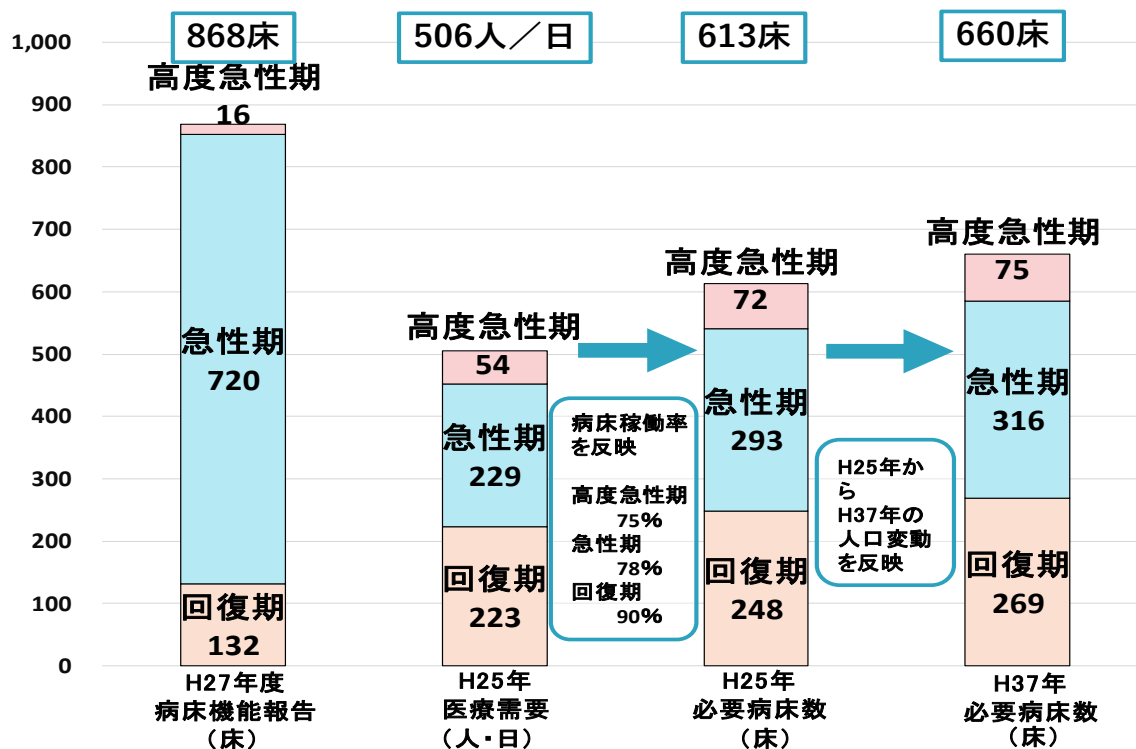 868床
506人／日
613床
660床
1,000
900
800
700
600
500
400
300
200
100
0
高度急性期
16
急性期
720
回復期
132
高度急性期
54
急性期
229
回復期
223
病床稼働率
を反映
高度急性期
75%
急性期
78%
回復期
90%
高度急性期
72
急性期
293
回復期
248
H25年か
ら
H37年の
人口変動
を反映
高度急性期
75
急性期
316
回復期
269
H27年度
病床機能報告
（床）
H25年
医療需要
（人・日）
H25年
必要病床数
（床）
H37年
必要病床数
（床）